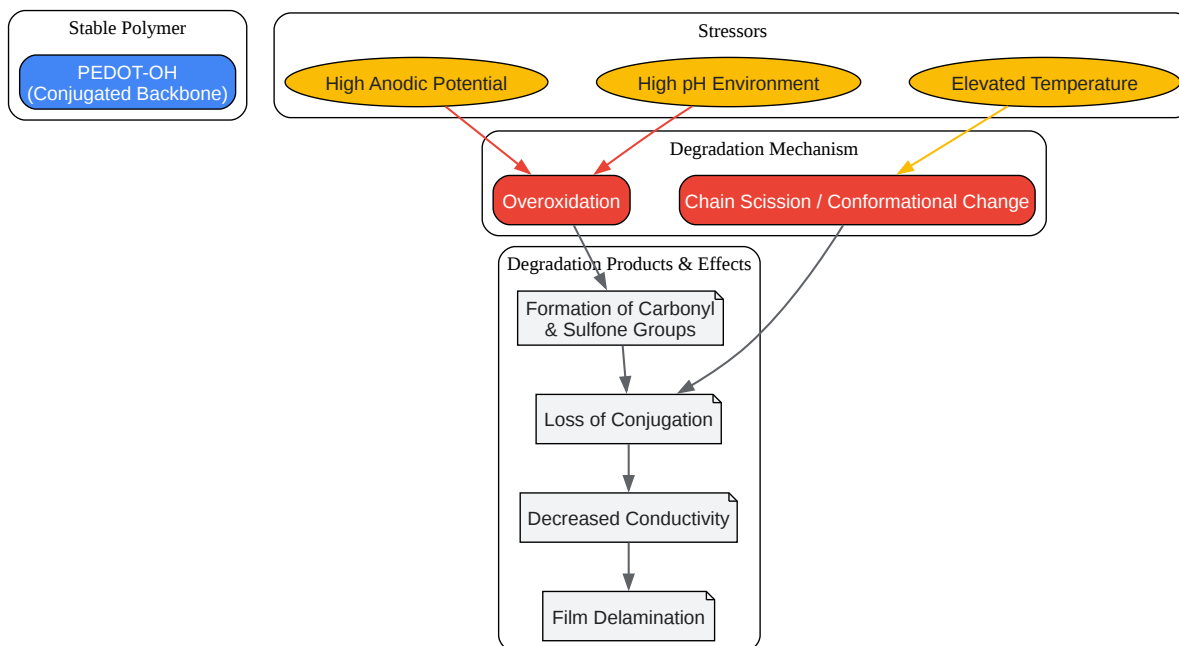 Stable Polymer
PEDOT-OH
(Conjugated Backbone)
Stressors
High Anodic Potential
High pH Environment
Elevated Temperature
Degradation Mechanism
Overoxidation
Chain Scission / Conformational Change
Degradation Products & Effects
Formation of Carbonyl
& Sulfone Groups
Loss of Conjugation
Decreased Conductivity
Film Delamination